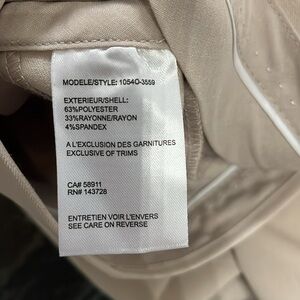 MODELE/STYLE: 1054O-3559
EXTERIEUR/SHELL:
63%POLYESTER
33%RAYONNE/RAYON
4%SPANDEX
A L'EXCLUSION DES GARNITURES
EXCLUSIVE OF TRIMS
CA# 58911
RN# 143728
ENTRETIEN VOIR L'ENVERS
SEE CARE ON REVERSE